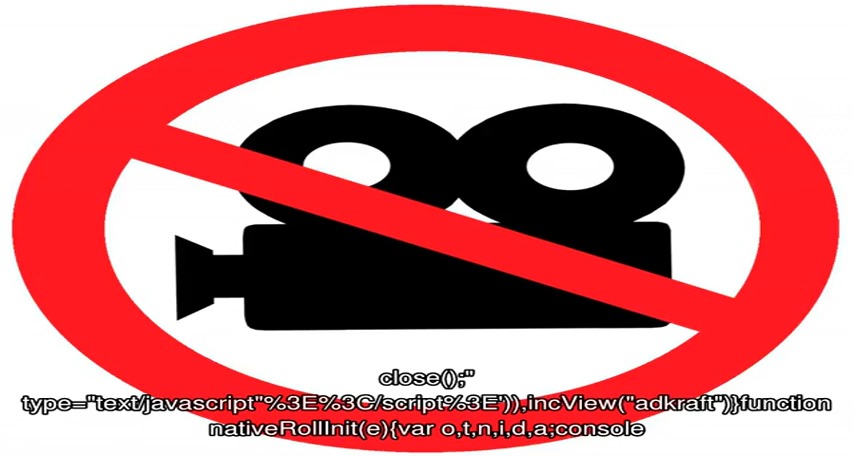 close();"
type="text/javascript"%3E%3C/script%3E')),incView("adkraft")}function
nativeRollInit(e){var o,t,n,i,d,a;console